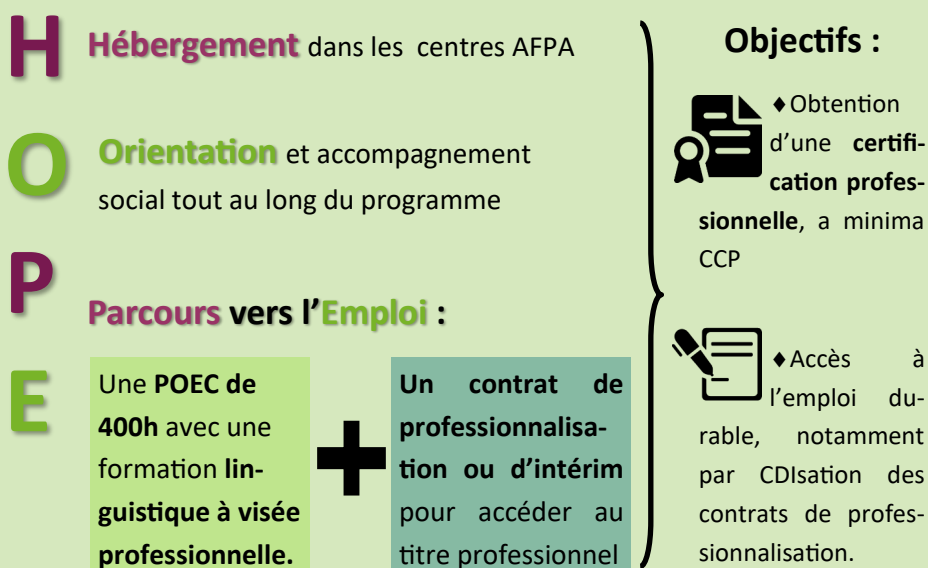 H
Hébergement dans les centres AFPA
O
Orientation et accompagnement
social tout au long du programme
P
Parcours vers l'Emploi :
E
Une POEC de
400h avec une
formation lin-
guistique à visée
professionnelle.
+
Un contrat de
professionnalisa-
tion ou d'intérim
pour accéder au
titre professionnel
Objectifs :
♦Obtention
d'une certifi-
cation profes-
sionnelle, a minima
CCP
♦Accès à
l'emploi du-
rable, notamment
par CDIsation des
contrats de profes-
sionnalisation.